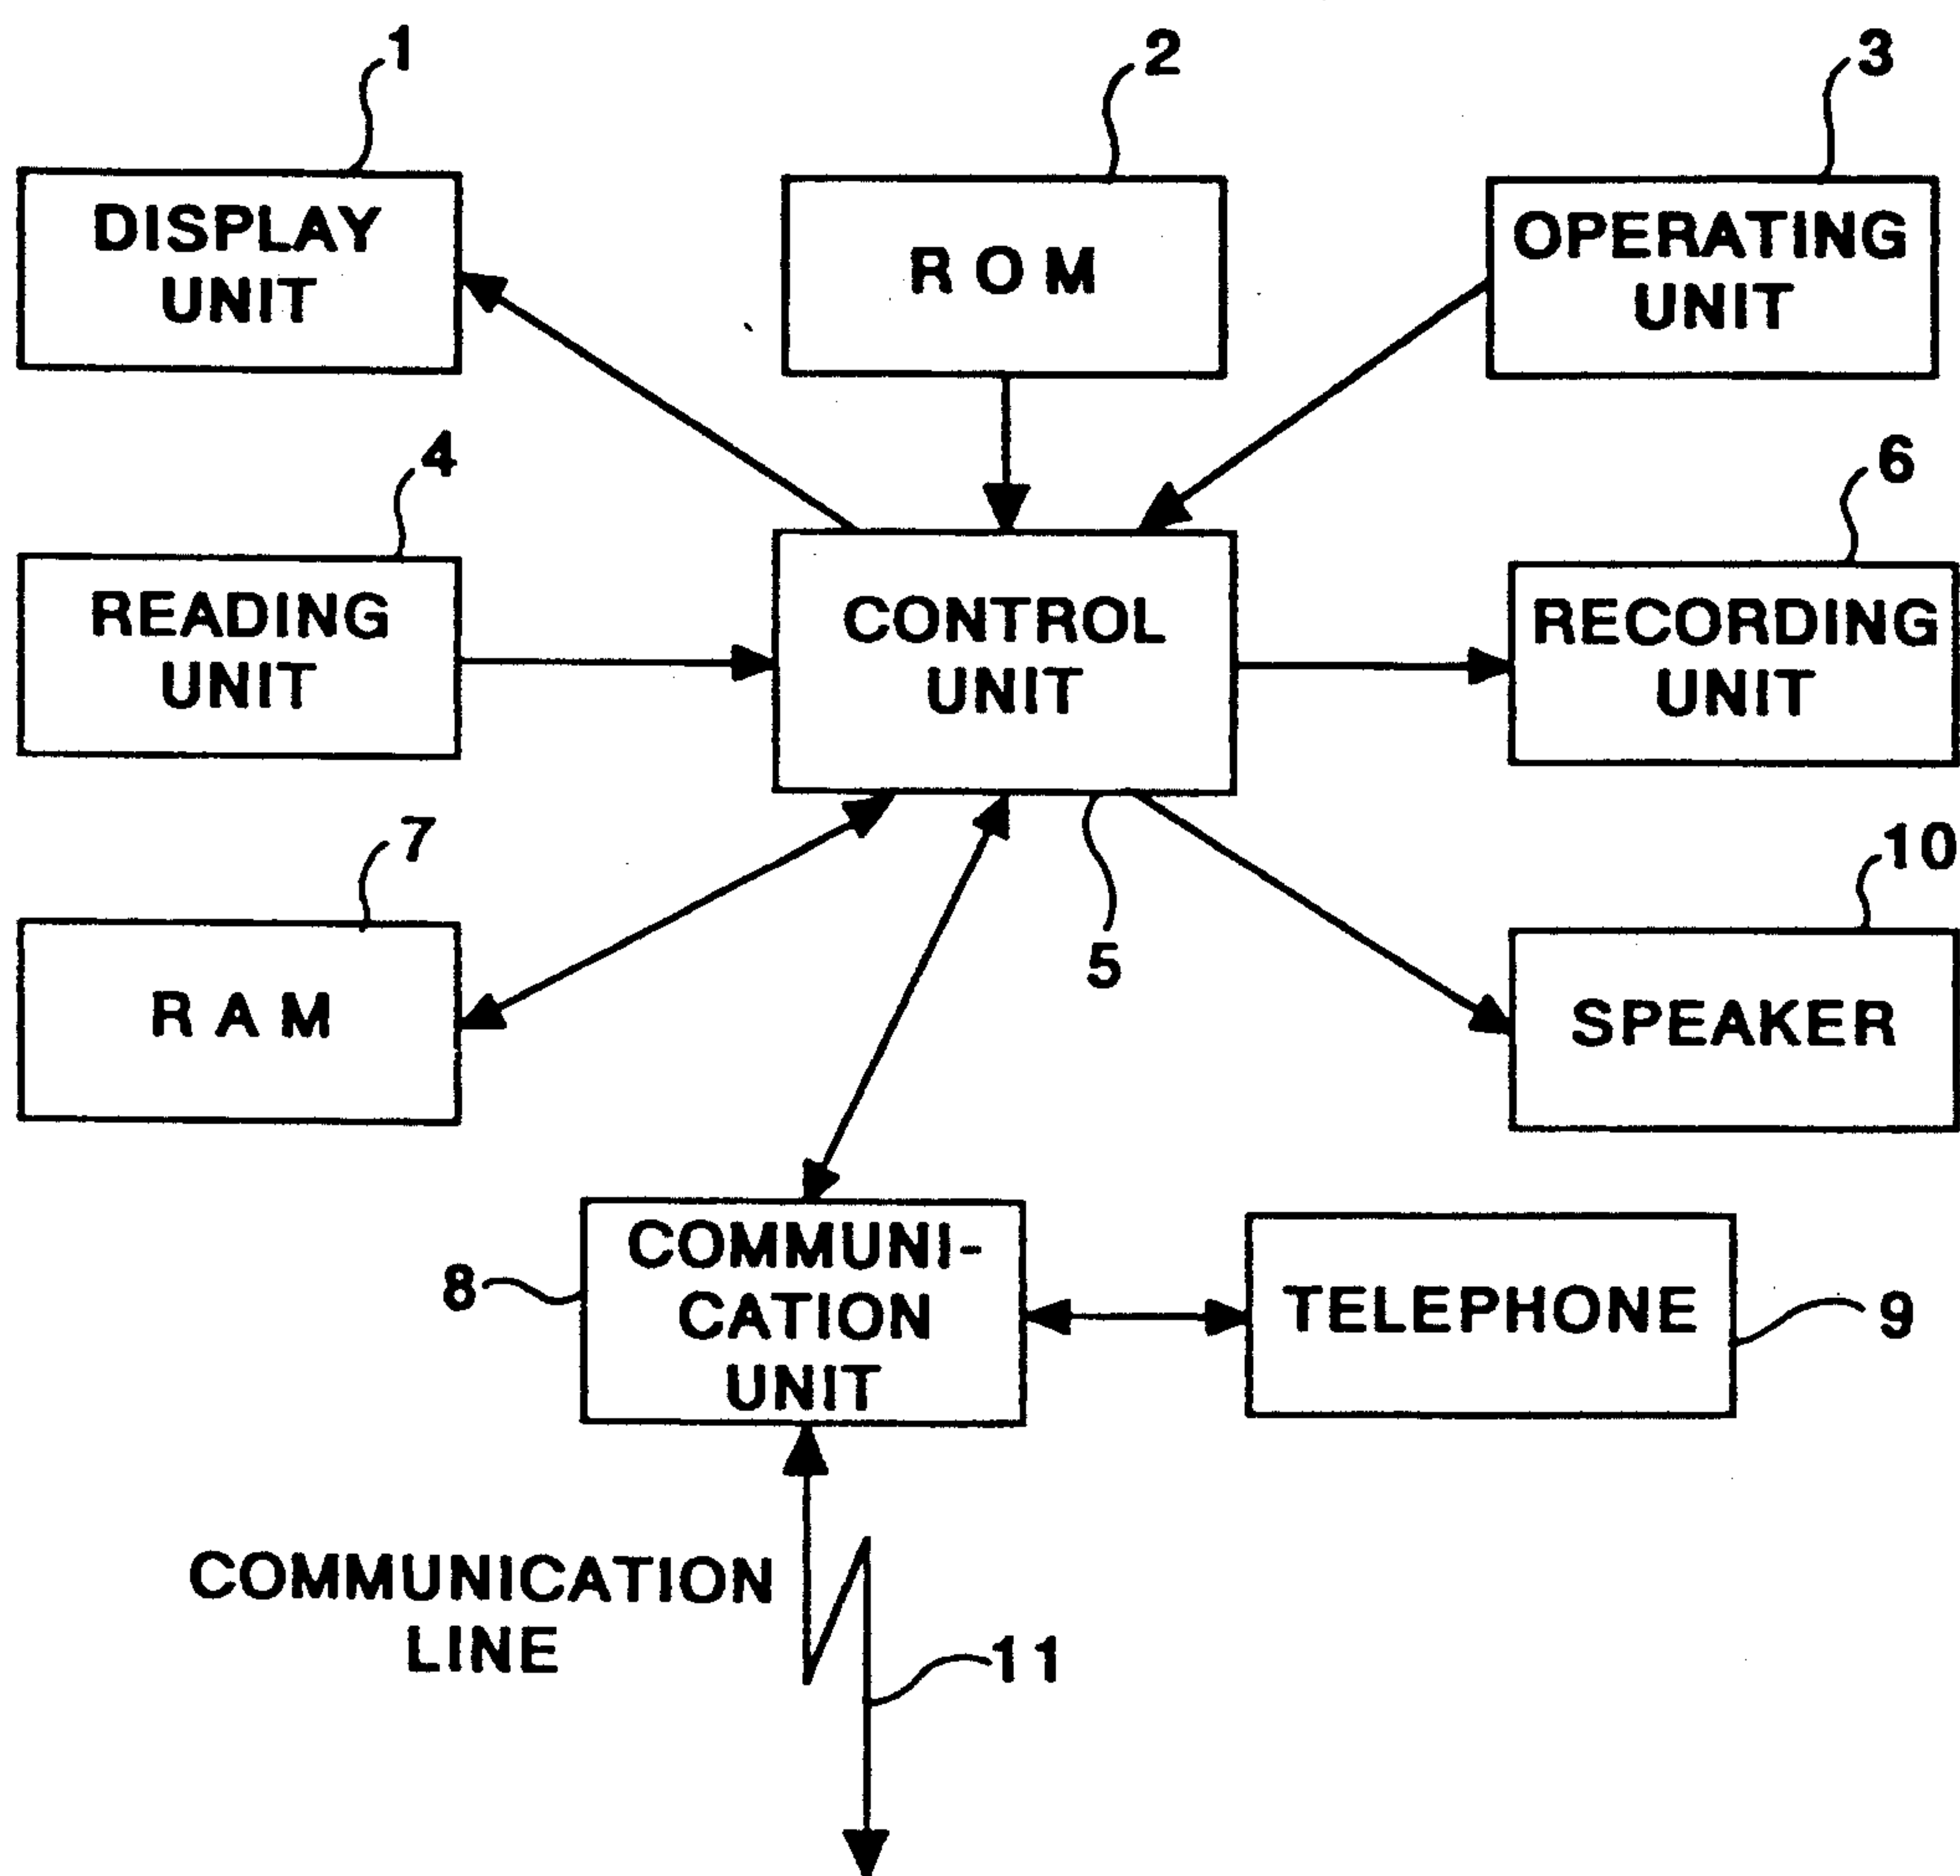 1
2
3
DISPLAY
UNIT
R O M
OPERATING
UNIT
4
6
READING
UNIT
CONTROL
UNIT
RECORDING
UNIT
7
5
10
R A M
SPEAKER
8
COMMUNI-
CATION
UNIT
TELEPHONE
9
COMMUNICATION
LINE
11